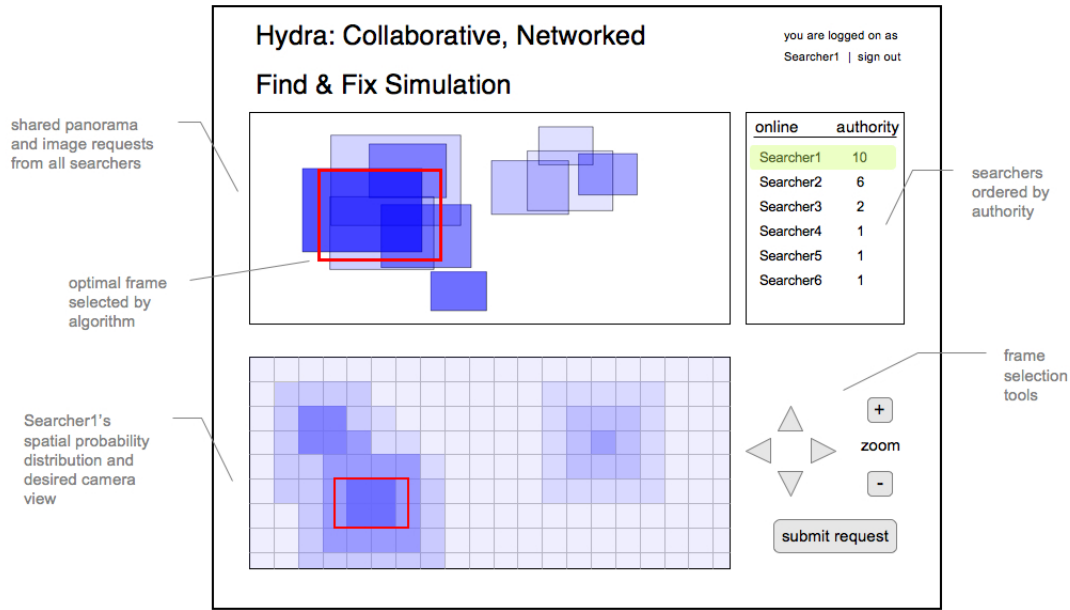 Hydra: Collaborative, Networked
Find & Fix Simulation
you are logged on as
Searcher1 | sign out
shared panorama
and image requests
from all searchers
optimal frame
selected by
algorithm
online authority
Searcher1 10
Searcher2 6
Searcher3 2
Searcher4 1
Searcher5 1
Searcher6 1
searchers
ordered by
authority
Searcher1's
spatial probability
distribution and
desired camera
view
frame
selection
tools
+
zoom
-
submit request